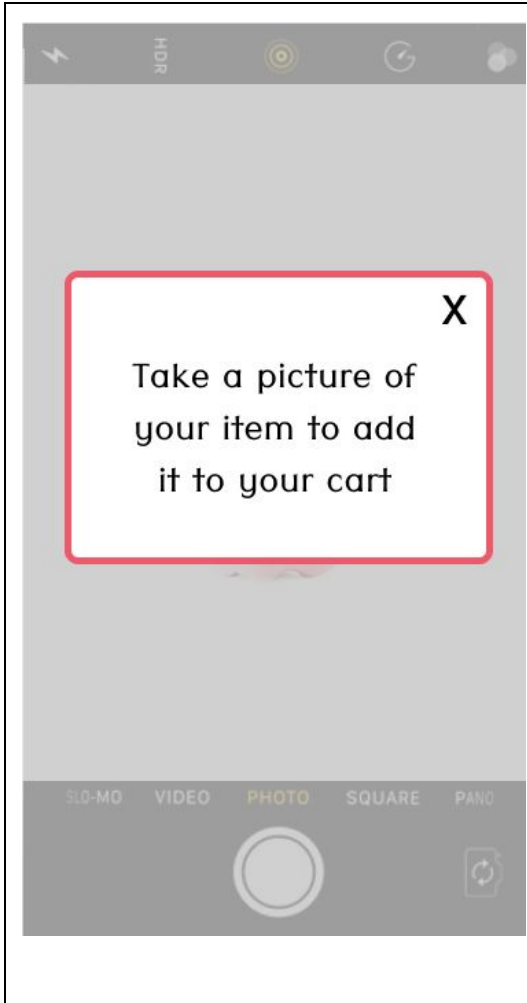 HDR
X
Take a picture of
your item to add
it to your cart
SLO-MO VIDEO PHOTO SQUARE PANO